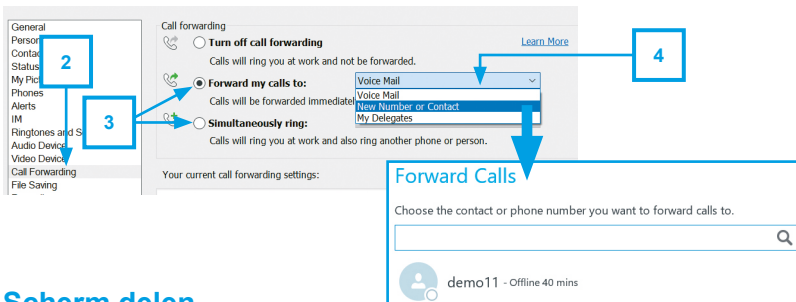 General
Person
Contac
Status
My Pict
Phones
Alerts
IM
Ringtones and S
Audio Device
Video Device
Call Forwarding
File Saving
2
3
Call forwarding
Turn off call forwarding
Learn More
Calls will ring you at work and not be forwarded.
Forward my calls to:
Voice Mail
Calls will be forwarded immediatel
Voice Mail
New Number or Contact
My Delegates
Simultaneously ring:
Calls will ring you at work and also ring another phone or person.
Your current call forwarding settings:
4
Forward Calls
Choose the contact or phone number you want to forward calls to.
demo11 - Offline 40 mins
Scherm delen